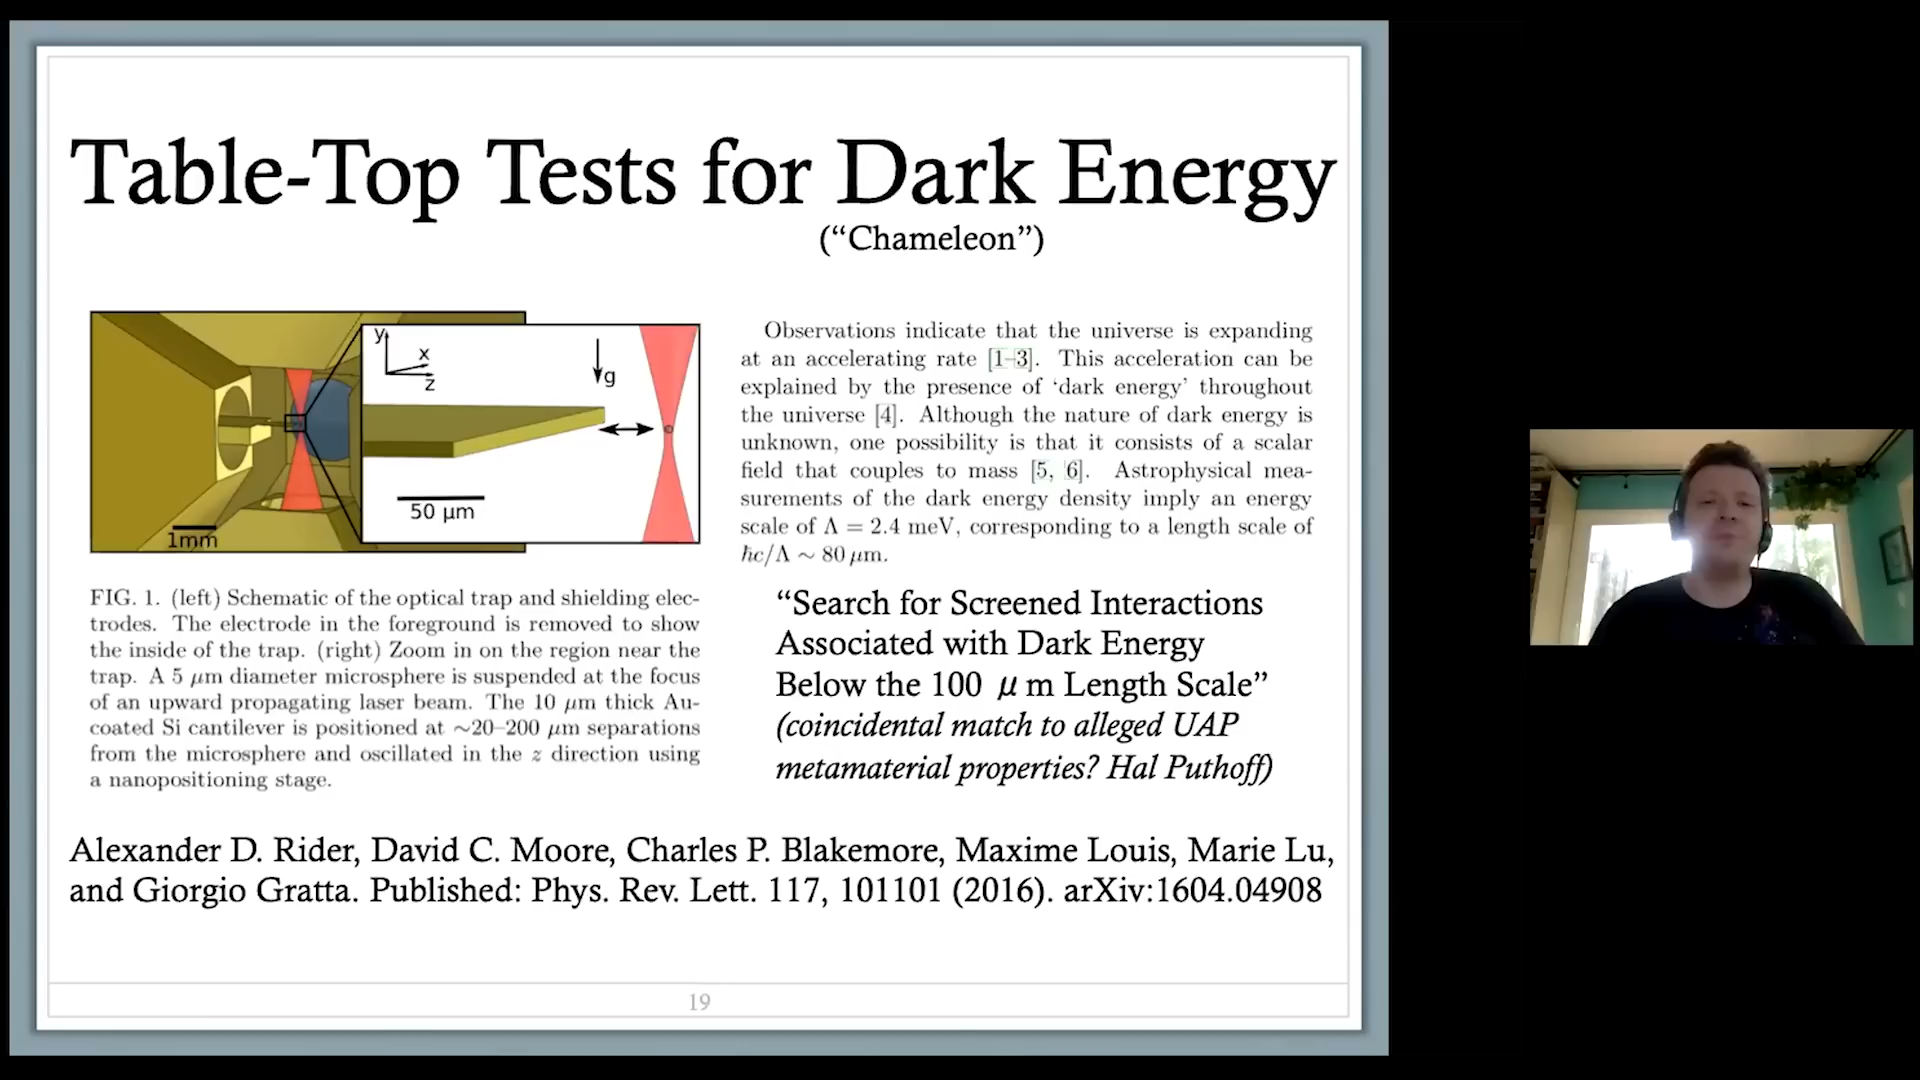 Table-Top Tests for Dark Energy
(“Chameleon”)
y
x
z
g
50 μm
1mm
FIG. 1. (left) Schematic of the optical trap and shielding elec-
trodes. The electrode in the foreground is removed to show
the inside of the trap. (right) Zoom in on the region near the
trap. A 5 μm diameter microsphere is suspended at the focus
of an upward propagating laser beam. The 10 μm thick Au-
coated Si cantilever is positioned at ~20–200 μm separations
from the microsphere and oscillated in the z direction using
a nanopositioning stage.
Observations indicate that the universe is expanding
at an accelerating rate [1–3]. This acceleration can be
explained by the presence of ‘dark energy’ throughout
the universe [4]. Although the nature of dark energy is
unknown, one possibility is that it consists of a scalar
field that couples to mass [5, 6]. Astrophysical mea-
surements of the dark energy density imply an energy
scale of Λ = 2.4 meV, corresponding to a length scale of
ħc/Λ ~ 80 μm.
“Search for Screened Interactions
Associated with Dark Energy
Below the 100 μm Length Scale”
(coincidental match to alleged UAP
metamaterial properties? Hal Puthoff)
Alexander D. Rider, David C. Moore, Charles P. Blakemore, Maxime Louis, Marie Lu,
and Giorgio Gratta. Published: Phys. Rev. Lett. 117, 101101 (2016). arXiv:1604.04908
19